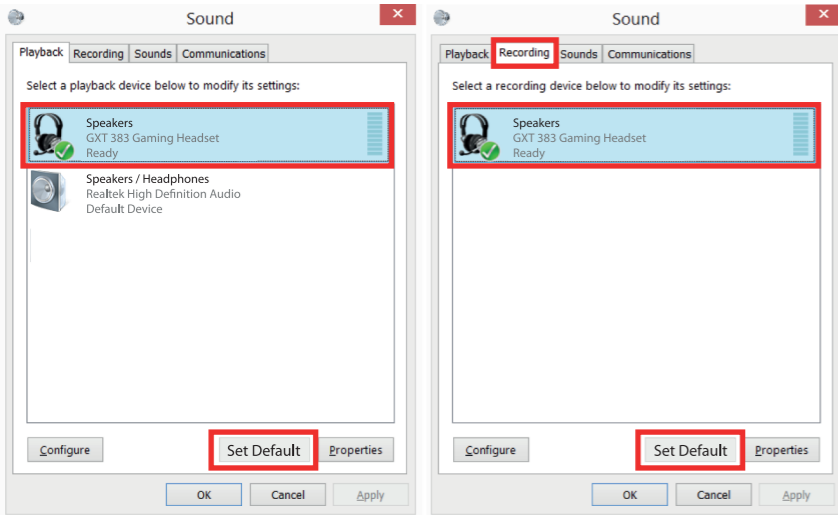 Sound
Playback Recording Sounds Communications
Select a playback device below to modify its settings:
Speakers
GXT 383 Gaming Headset
Ready
Speakers / Headphones
Realtek High Definition Audio
Default Device
Configure Set Default Properties
OK Cancel Apply
Sound
Playback Recording Sounds Communications
Select a recording device below to modify its settings:
Speakers
GXT 383 Gaming Headset
Ready
Configure Set Default Properties
OK Cancel Apply